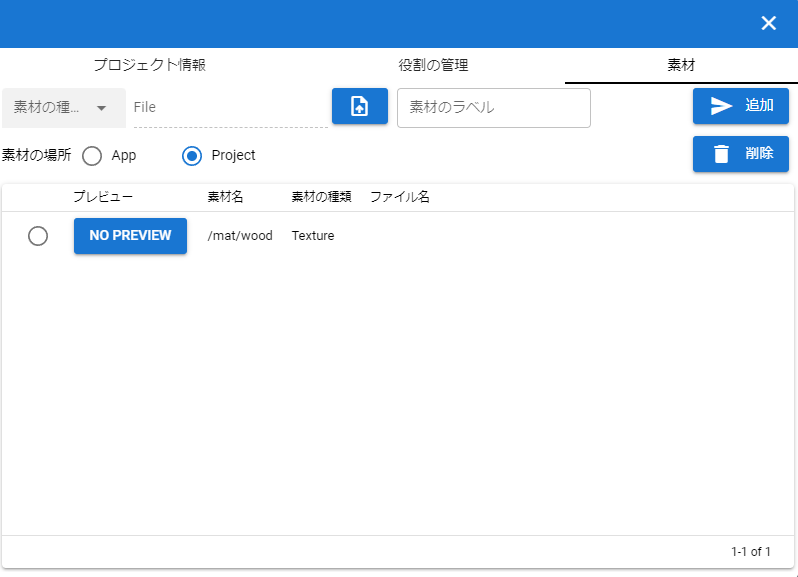 プロジェクト情報 役割の管理 素材
素材の種... File 素材のラベル 追加
素材の場所 App Project 削除
プレビュー 素材名 素材の種類 ファイル名
NO PREVIEW /mat/wood Texture
1-1 of 1